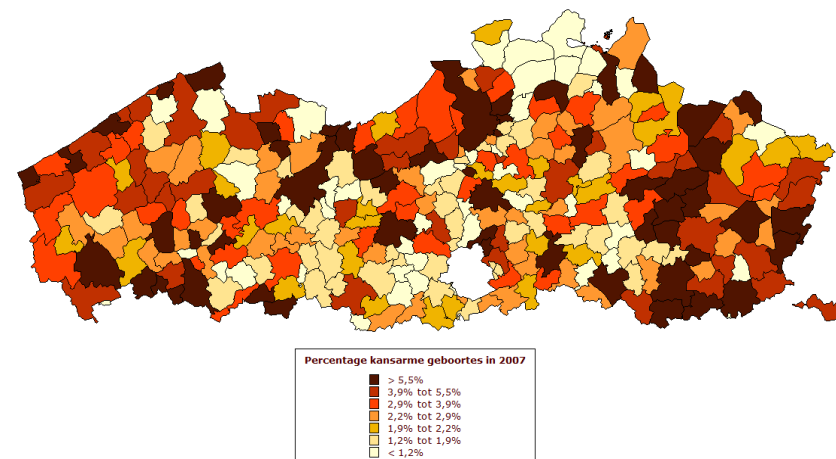 Percentage kansarme geboortes in 2007
> 5,5%
3,9% tot 5,5%
2,9% tot 3,9%
2,2% tot 2,9%
1,9% tot 2,2%
1,2% tot 1,9%
< 1,2%